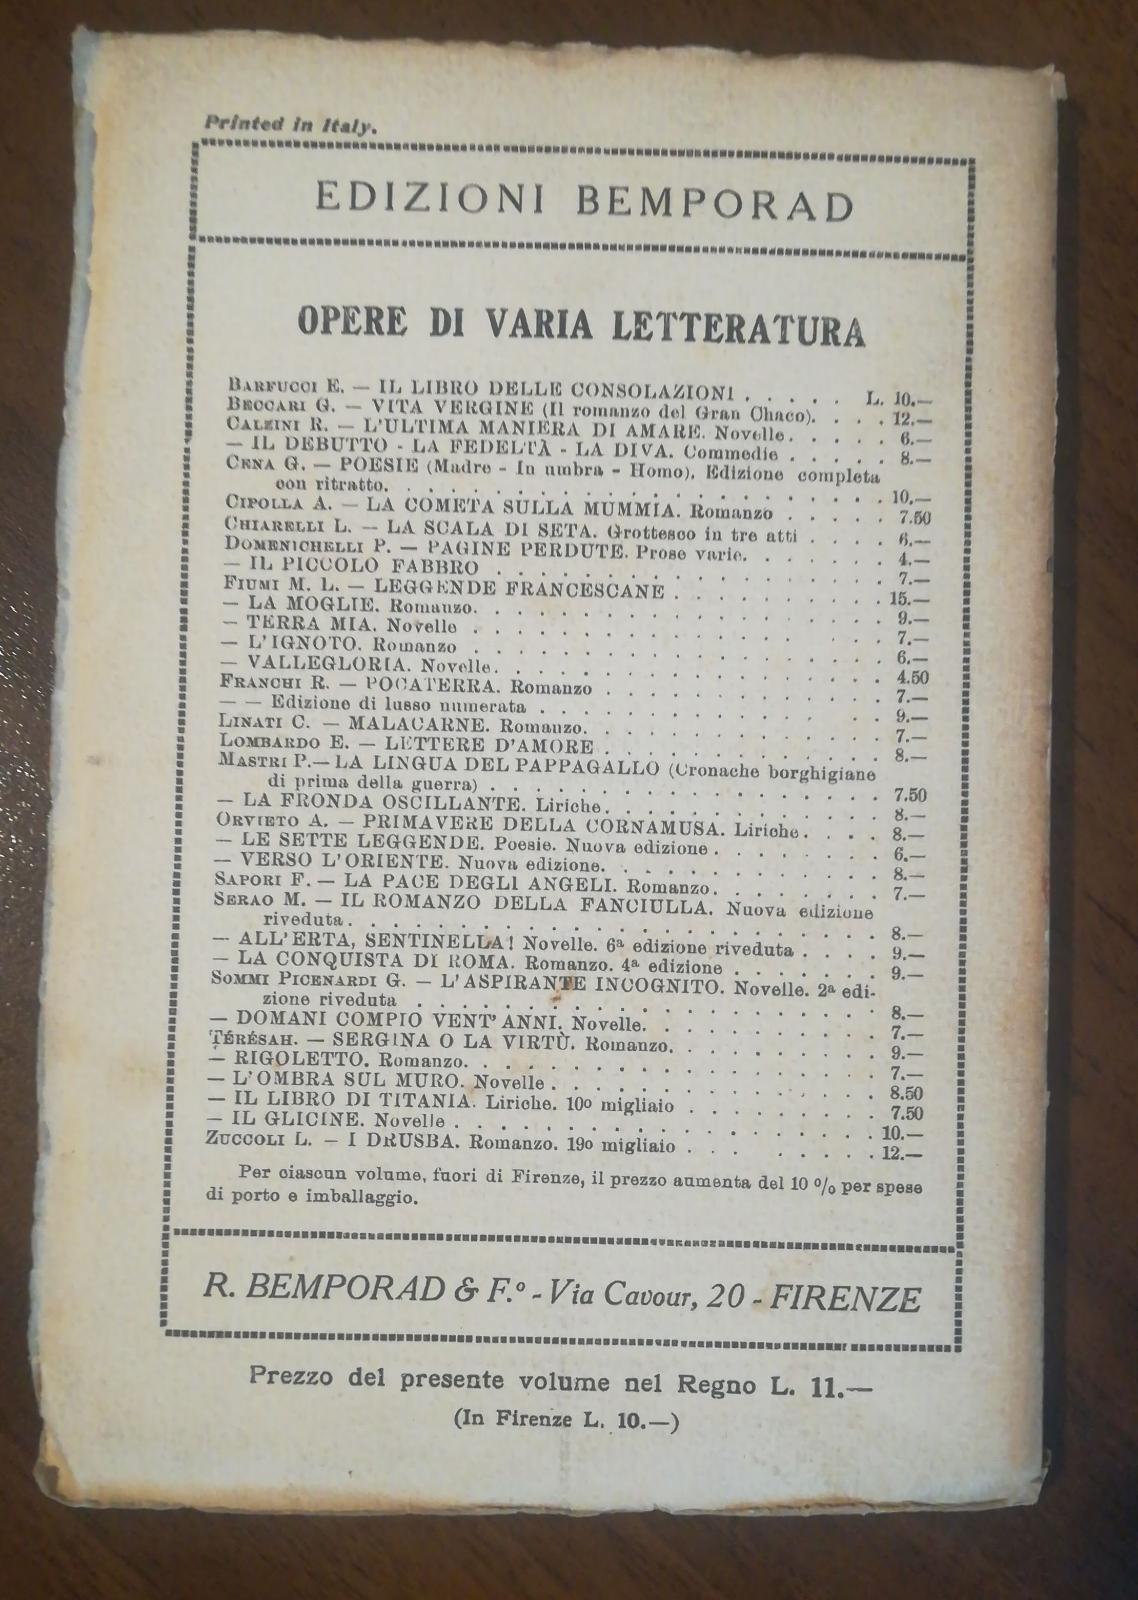 Printed in Italy.
EDIZIONI BEMPORAD
OPERE DI VARIA LETTERATURA
BARFUCCI E. — IL LIBRO DELLE CONSOLAZIONI . . . . . L. 10.—
BECCARI G. — VITA VERGINE (Il romanzo del Gran Chaco). . . . 12.—
CALZINI R. — L'ULTIMA MANIERA DI AMARE. Novelle. . . . . 6.—
— IL DEBUTTO - LA FEDELTÀ - LA DIVA. Commedie . . . . . 8.—
CENA G. — POESIE (Madre - In umbra - Homo). Edizione completa
con ritratto. . . . . . . . . . . . . . . 10.—
CIPOLLA A. — LA COMETA SULLA MUMMIA. Romanzo . . . . . 7.50
CHIARELLI L. — LA SCALA DI SETA. Grottesco in tre atti . . . . 6.—
DOMENICHELLI P. — PAGINE PERDUTE. Prose varie. . . . . . 4.—
— IL PICCOLO FABBRO . . . . . . . . . . . 7.—
FIUMI M. L. — LEGGENDE FRANCESCANE . . . . . . . 15.—
— LA MOGLIE. Romanzo. . . . . . . . . . . 9.—
— TERRA MIA. Novelle . . . . . . . . . . . 7.—
— L'IGNOTO. Romanzo . . . . . . . . . . . 6.—
— VALLEGLORIA. Novelle. . . . . . . . . . . 4.50
FRANCHI R. — POCATERRA. Romanzo . . . . . . . . 7.—
— — Edizione di lusso numerata . . . . . . . . . 9.—
LINATI C. — MALACARNE. Romanzo. . . . . . . . . 7.—
LOMBARDO E. — LETTERE D'AMORE . . . . . . . . 8.—
MASTRI P.— LA LINGUA DEL PAPPAGALLO (Cronache borghigiane
di prima della guerra) . . . . . . . . . . . 7.50
— LA FRONDA OSCILLANTE. Liriche. . . . . . . . 8.—
ORVIETO A. — PRIMAVERE DELLA CORNAMUSA. Liriche. . . . 8.—
— LE SETTE LEGGENDE. Poesie. Nuova edizione . . . . . . 6.—
— VERSO L'ORIENTE. Nuova edizione. . . . . . . . 8.—
SAPORI F. — LA PACE DEGLI ANGELI. Romanzo. . . . . . 7.—
SERAO M. — IL ROMANZO DELLA FANCIULLA. Nuova edizione
riveduta. . . . . . . . . . . . . . . 8.—
— ALL'ERTA, SENTINELLA! Novelle. 6ª edizione riveduta . . . . 9.—
— LA CONQUISTA DI ROMA. Romanzo. 4ª edizione . . . . . 9.—
SOMMI PICENARDI G. — L'ASPIRANTE INCOGNITO. Novelle. 2ª edi-
zione riveduta . . . . . . . . . . . . . 8.—
— DOMANI COMPIO VENT'ANNI. Novelle. . . . . . . 7.—
TÉRÉSAH. — SERGINA O LA VIRTÙ. Romanzo. . . . . . . 9.—
— RIGOLETTO. Romanzo. . . . . . . . . . . 7.—
— L'OMBRA SUL MURO. Novelle . . . . . . . . . 8.50
— IL LIBRO DI TITANIA. Liriche. 10º migliaio . . . . . . 7.50
— IL GLICINE. Novelle . . . . . . . . . . . 10.—
ZUCCOLI L. — I DRUSBA. Romanzo. 19º migliaio . . . . . . 12.—
Per ciascun volume, fuori di Firenze, il prezzo aumenta del 10 % per spese
di porto e imballaggio.
R. BEMPORAD & F.º - Via Cavour, 20 - FIRENZE
Prezzo del presente volume nel Regno L. 11.—
(In Firenze L. 10.—)